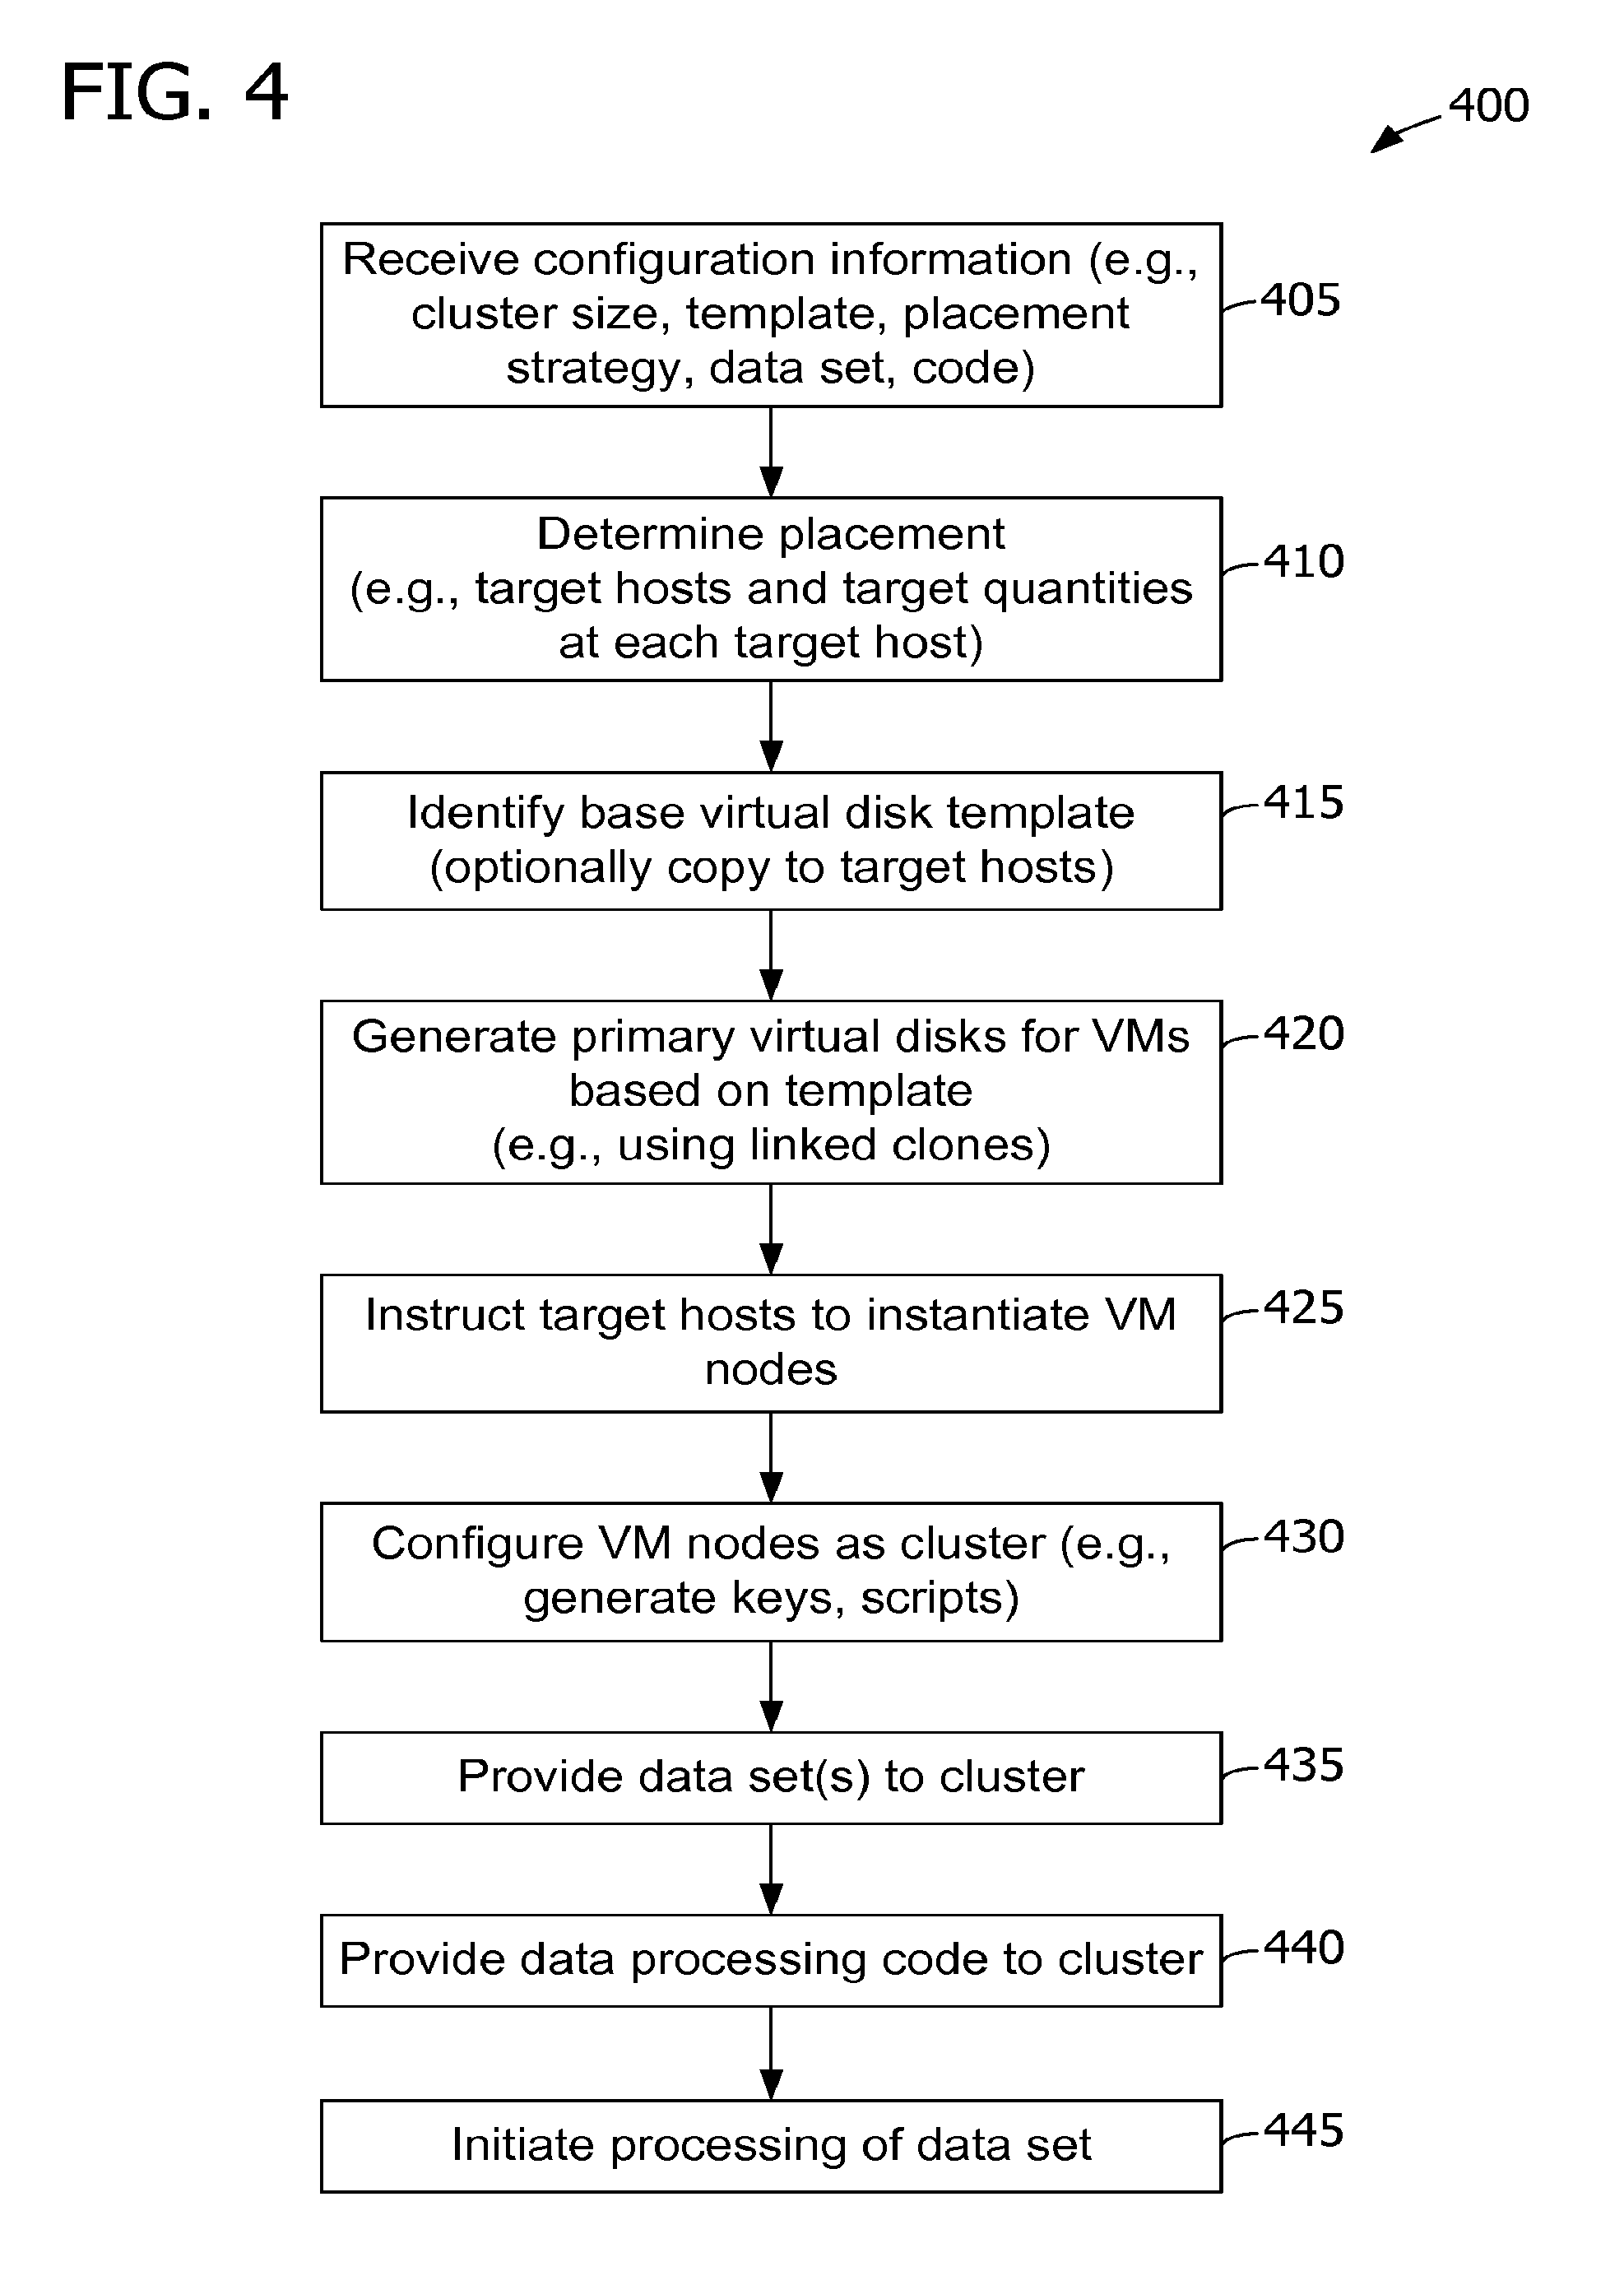 FIG. 4
400
Receive configuration information (e.g.,
cluster size, template, placement
strategy, data set, code)
405
Determine placement
(e.g., target hosts and target quantities
at each target host)
410
Identify base virtual disk template
(optionally copy to target hosts)
415
Generate primary virtual disks for VMs
based on template
(e.g., using linked clones)
420
Instruct target hosts to instantiate VM
nodes
425
Configure VM nodes as cluster (e.g.,
generate keys, scripts)
430
Provide data set(s) to cluster
435
Provide data processing code to cluster
440
Initiate processing of data set
445